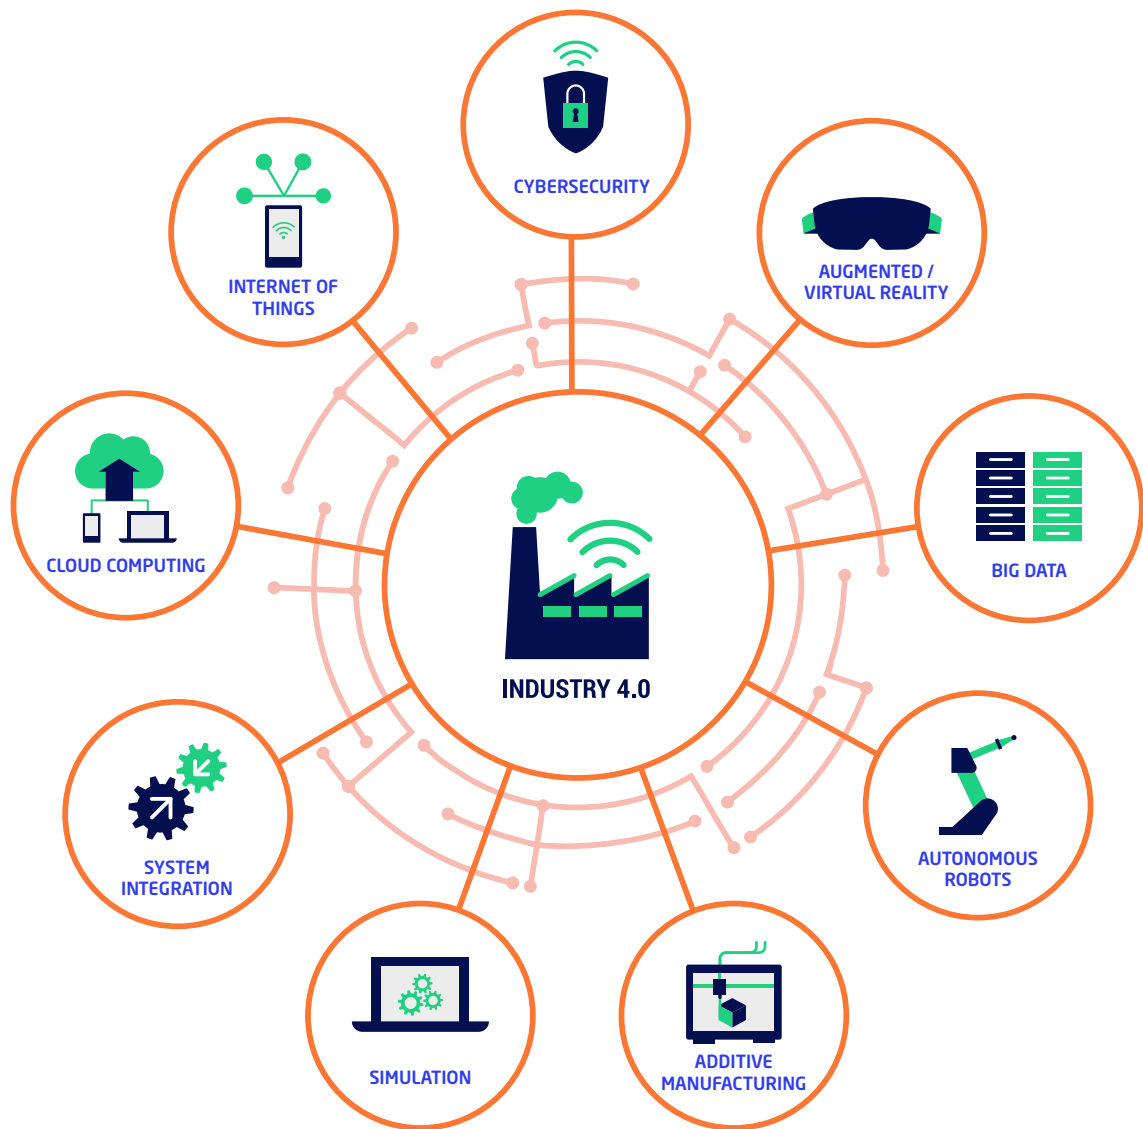 CYBERSECURITY
AUGMENTED /
VIRTUAL REALITY
BIG DATA
AUTONOMOUS
ROBOTS
ADDITIVE
MANUFACTURING
SIMULATION
SYSTEM
INTEGRATION
CLOUD COMPUTING
INTERNET OF
THINGS
INDUSTRY 4.0